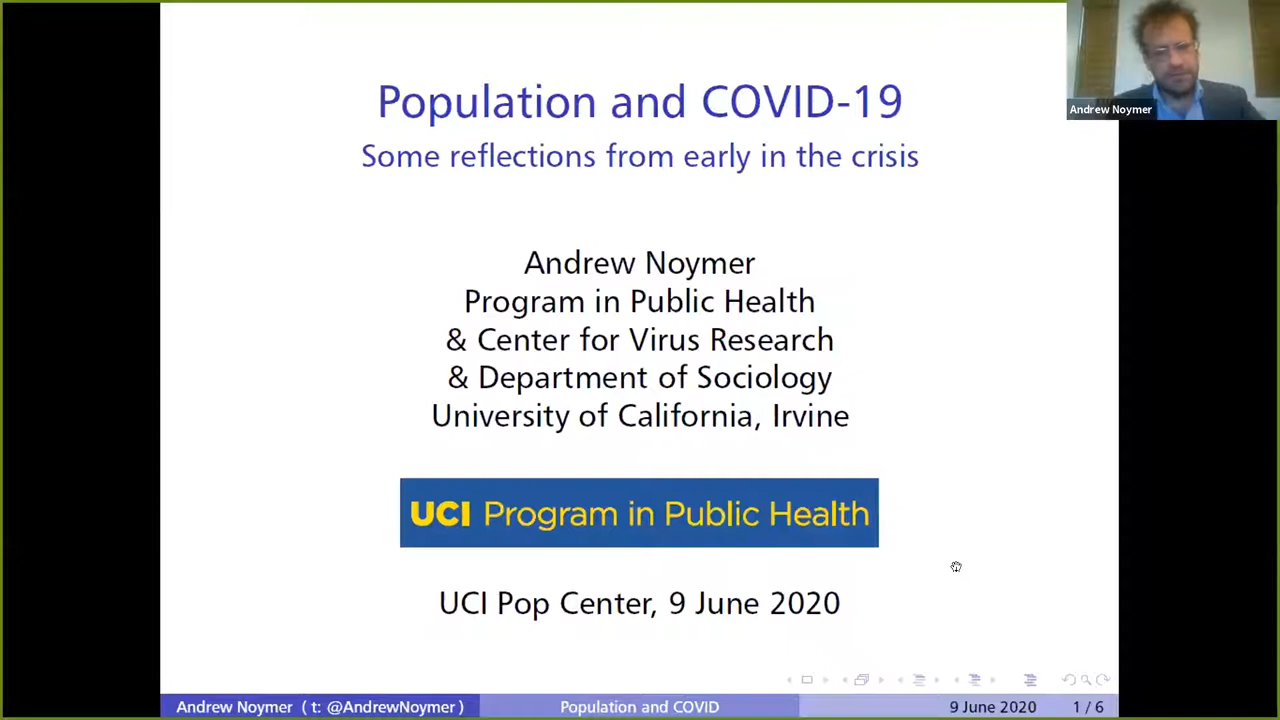 Population and COVID-19
Some reflections from early in the crisis
Andrew Noymer
Andrew Noymer
Program in Public Health
& Center for Virus Research
& Department of Sociology
University of California, Irvine
UCI Program in Public Health
UCI Pop Center, 9 June 2020
Andrew Noymer ( t: @AndrewNoymer )
Population and COVID
9 June 2020
1 / 6